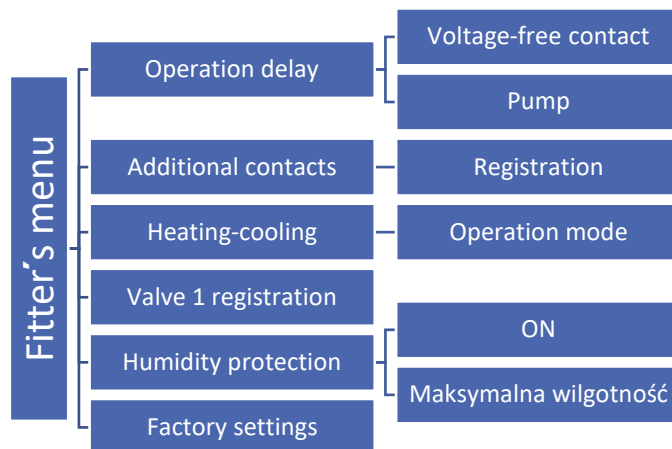 Fitter´s menu
Operation delay
Voltage-free contact
Pump
Additional contacts
Registration
Heating-cooling
Operation mode
Valve 1 registration
Humidity protection
ON
Maksymalna wilgotność
Factory settings